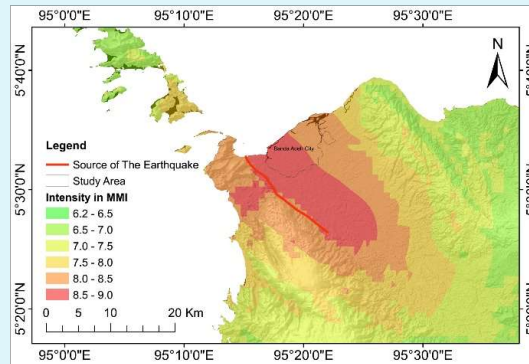 95°0'0"E 95°10'0"E 95°20'0"E 95°30'0"E
5°40'0"N
5°30'0"N
5°20'0"N
N
Banda Aceh City
Legend
Source of The Earthquake
Study Area
Intensity in MMI
6.2 - 6.5
6.5 - 7.0
7.0 - 7.5
7.5 - 8.0
8.0 - 8.5
8.5 - 9.0
0 5 10 20 Km
95°0'0"E 95°10'0"E 95°20'0"E 95°30'0"E